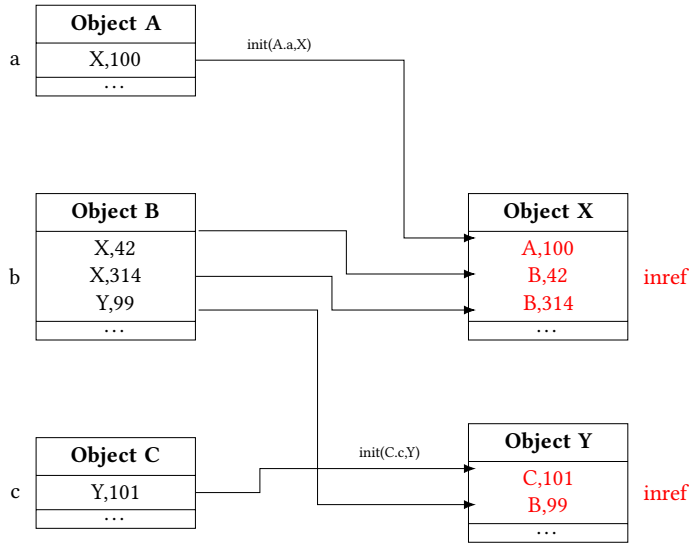 Object A
init(A.a,X)
a
X,100
...
Object B
Object X
X,42
A,100
b
X,314
B,42
inref
Y,99
B,314
...
...
Object C
init(C.c,Y)
Object Y
c
Y,101
C,101
inref
B,99
...
...